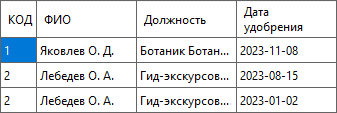 КОД ФИО Должность Дата удобрения
1 Яковлев О. Д. Ботаник Ботан... 2023-11-08
2 Лебедев О. А. Гид-экскурсов... 2023-08-15
2 Лебедев О. А. Гид-экскурсов... 2023-01-02